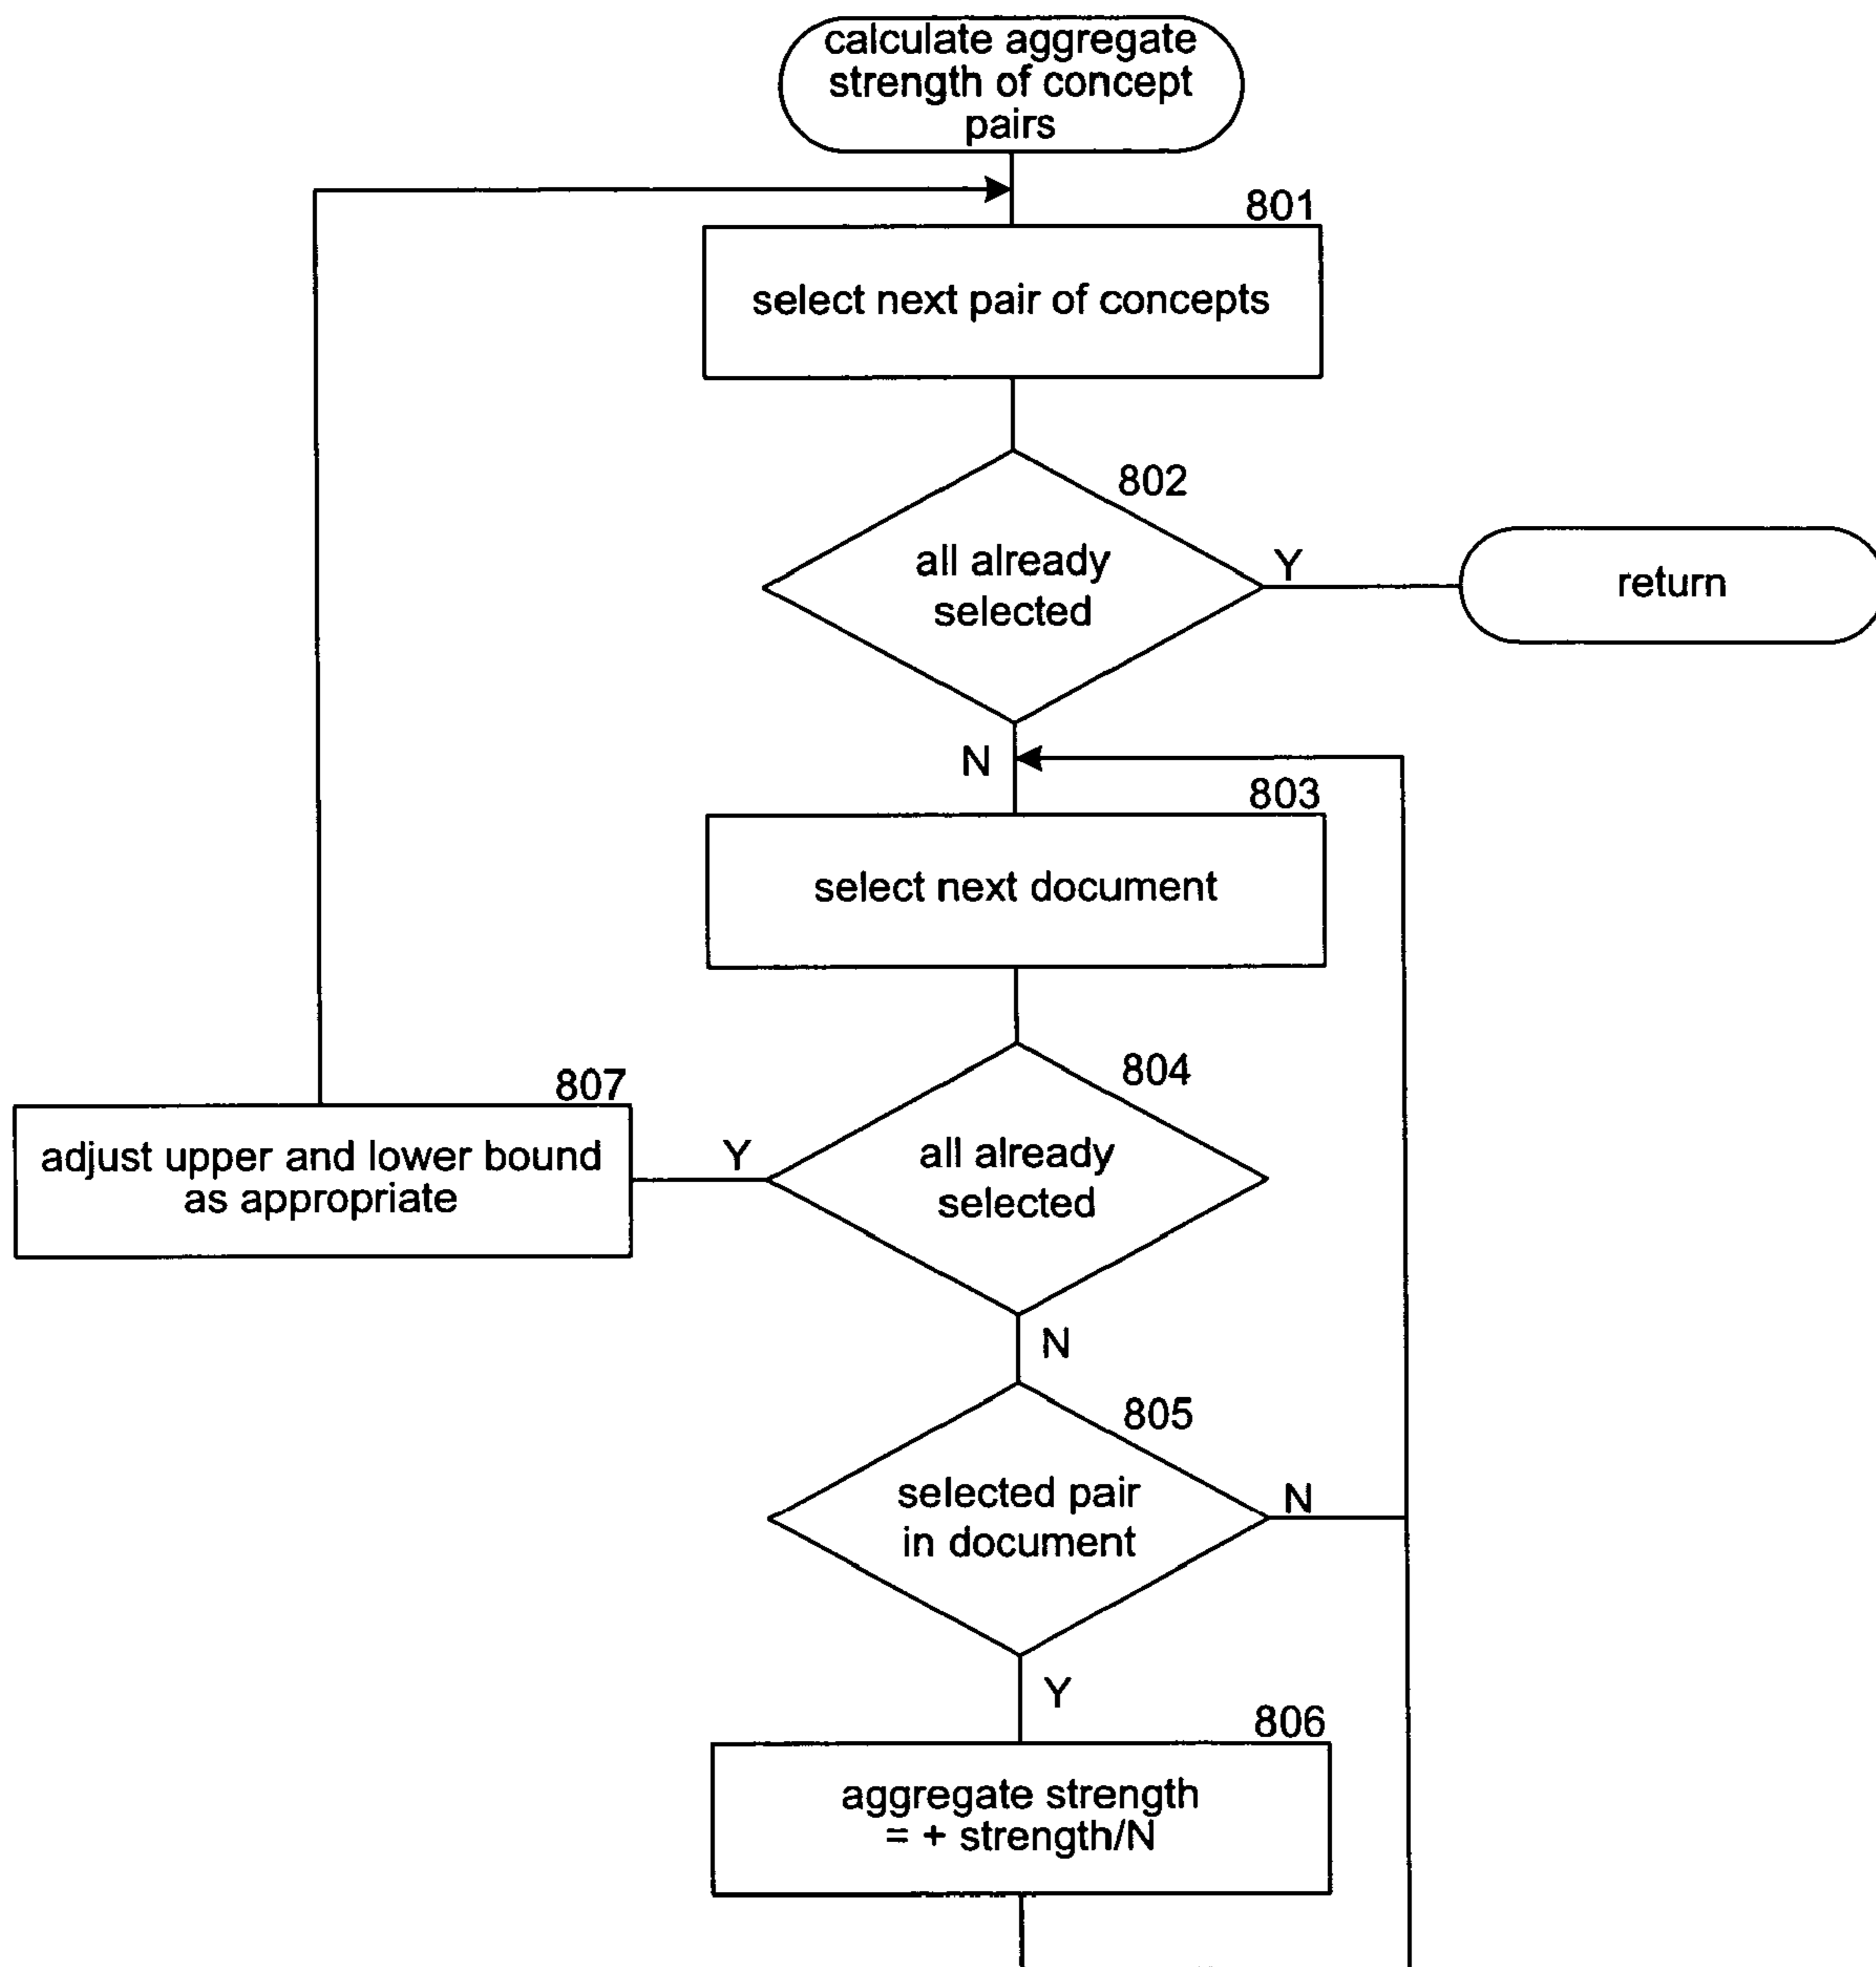 calculate aggregate
strength of concept
pairs
801
select next pair of concepts
802
all already
selected
Y
return
N
803
select next document
804
all already
selected
Y
807
adjust upper and lower bound
as appropriate
N
805
selected pair
in document
N
Y
806
aggregate strength
= + strength/N